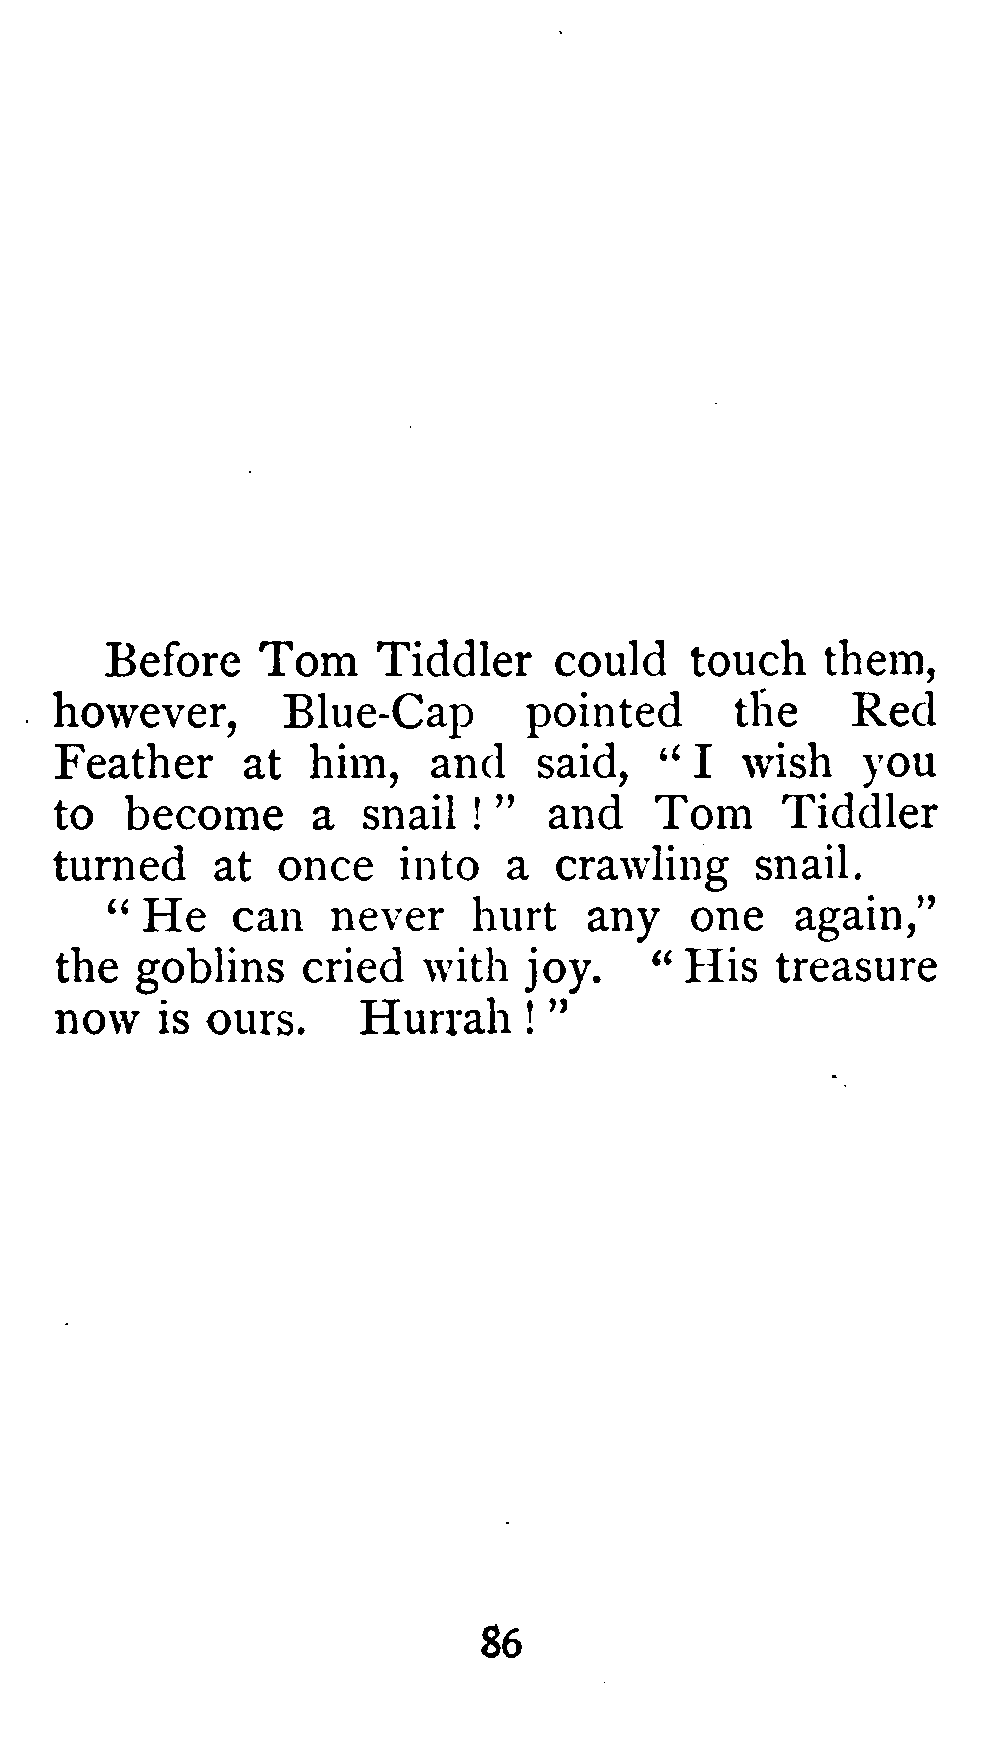 Before Tom Tiddler could touch them,
however, Blue-Cap pointed the Red
Feather at him, and said, “ I wish you
to become a snail ! ” and Tom Tiddler
turned at once into a crawling snail.
“ He can never hurt any one again,”
the goblins cried with joy. “ His treasure
now is ours. Hurrah ! ”
86